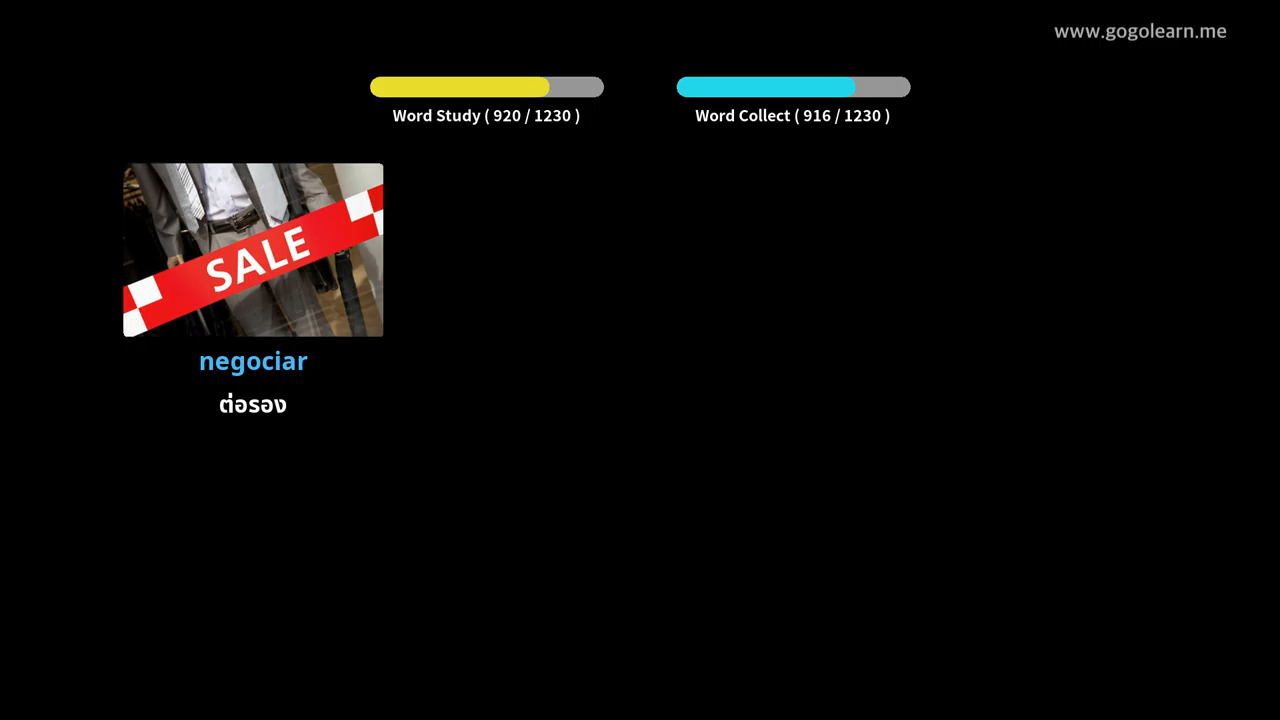 www.gogolearn.me
Word Study ( 920 / 1230 )
Word Collect ( 916 / 1230 )
SALE
negociar
ต่อรอง